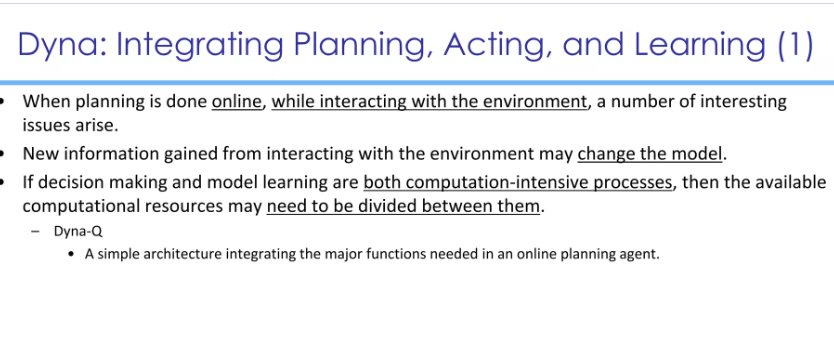 Dyna: Integrating Planning, Acting, and Learning (1)
• When planning is done online, while interacting with the environment, a number of interesting
issues arise.
• New information gained from interacting with the environment may change the model.
• If decision making and model learning are both computation-intensive processes, then the available
computational resources may need to be divided between them.
– Dyna-Q
• A simple architecture integrating the major functions needed in an online planning agent.